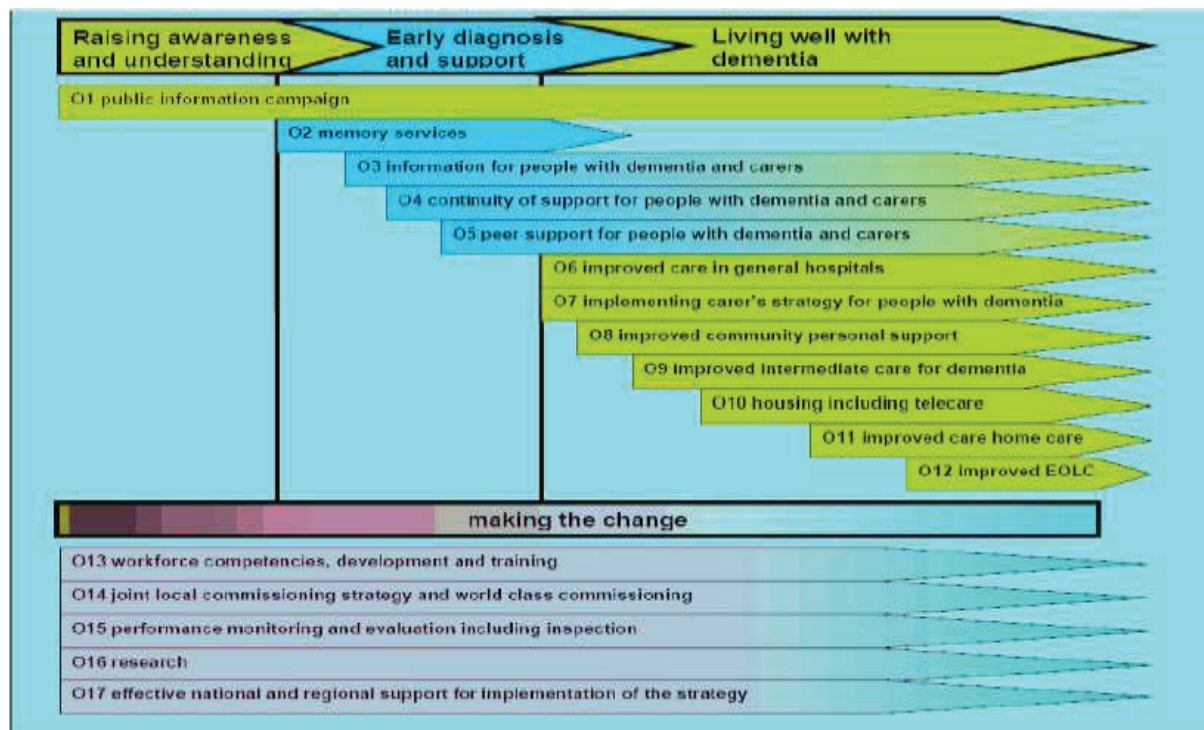 Raising awareness
and understanding
Early diagnosis
and support
Living well with
dementia
O1 public information campaign
O2 memory services
O3 information for people with dementia and carers
O4 continuity of support for people with dementia and carers
O5 peer support for people with dementia and carers
O6 improved care in general hospitals
O7 implementing carer's strategy for people with dementia
O8 improved community personal support
O9 improved intermediate care for dementia
O10 housing including telecare
O11 improved care home care
O12 improved EOLC
making the change
O13 workforce competencies, development and training
O14 joint local commissioning strategy and world class commissioning
O15 performance monitoring and evaluation including inspection
O16 research
O17 effective national and regional support for implementation of the strategy